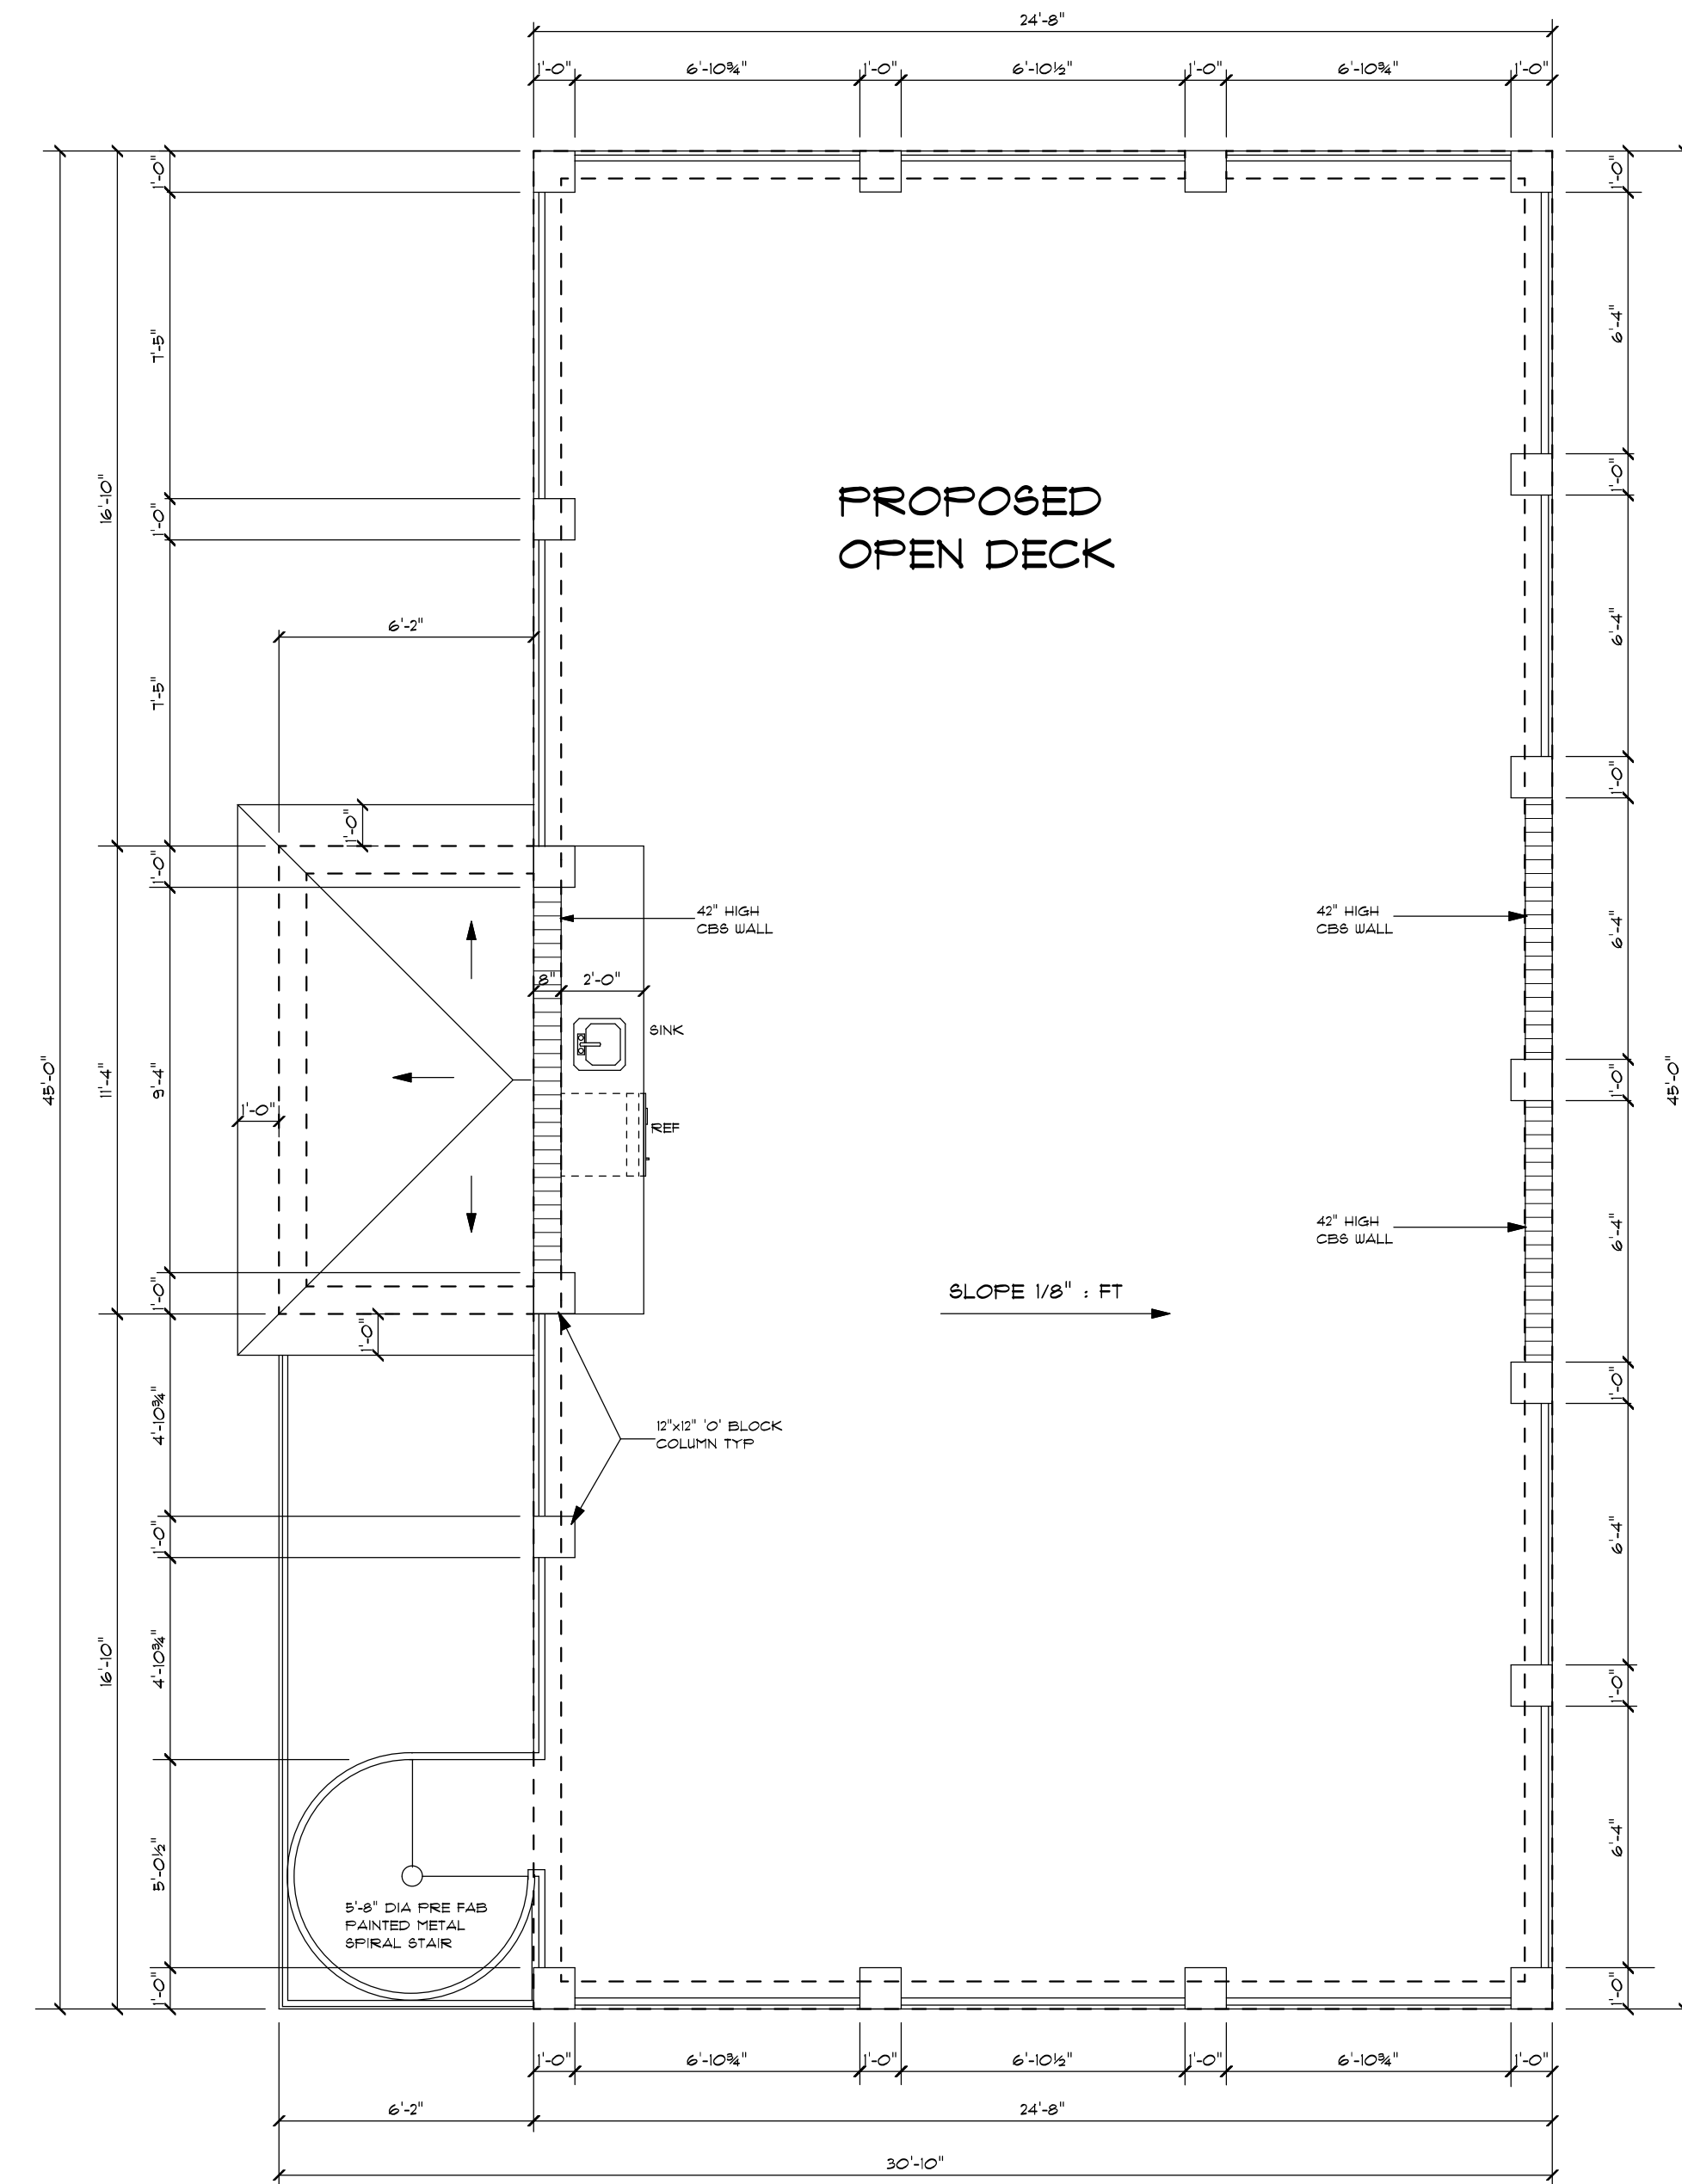 24'-8"
1'-0" 6'-10¾" 1'-0" 6'-10½" 1'-0" 6'-10¾" 1'-0"
1'-0"
7'-5"
1'-0"
7'-5"
1'-0"
9'-4"
1'-0"
4'-10¾"
1'-0"
4'-10¾"
5'-0½"
1'-0"
16'-10"
11'-4"
16'-10"
45'-0"
PROPOSED
OPEN DECK
6'-2"
1'-0"
1'-0"
1'-0"
42" HIGH
CBS WALL
8" 2'-0"
SINK
REF
42" HIGH
CBS WALL
42" HIGH
CBS WALL
SLOPE 1/8" : FT
12"x12" 'O' BLOCK
COLUMN TYP
5'-8" DIA PRE FAB
PAINTED METAL
SPIRAL STAIR
1'-0"
6'-4"
1'-0"
6'-4"
1'-0"
6'-4"
1'-0"
6'-4"
1'-0"
6'-4"
1'-0"
6'-4"
1'-0"
45'-0"
1'-0" 6'-10¾" 1'-0" 6'-10½" 1'-0" 6'-10¾" 1'-0"
6'-2" 24'-8"
30'-10"